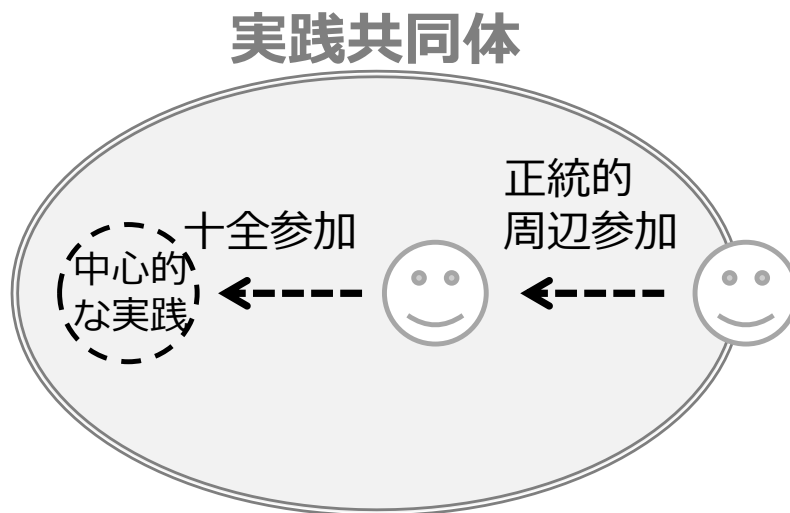 実践共同体
正統的
周辺参加
十全参加
中心的
な実践